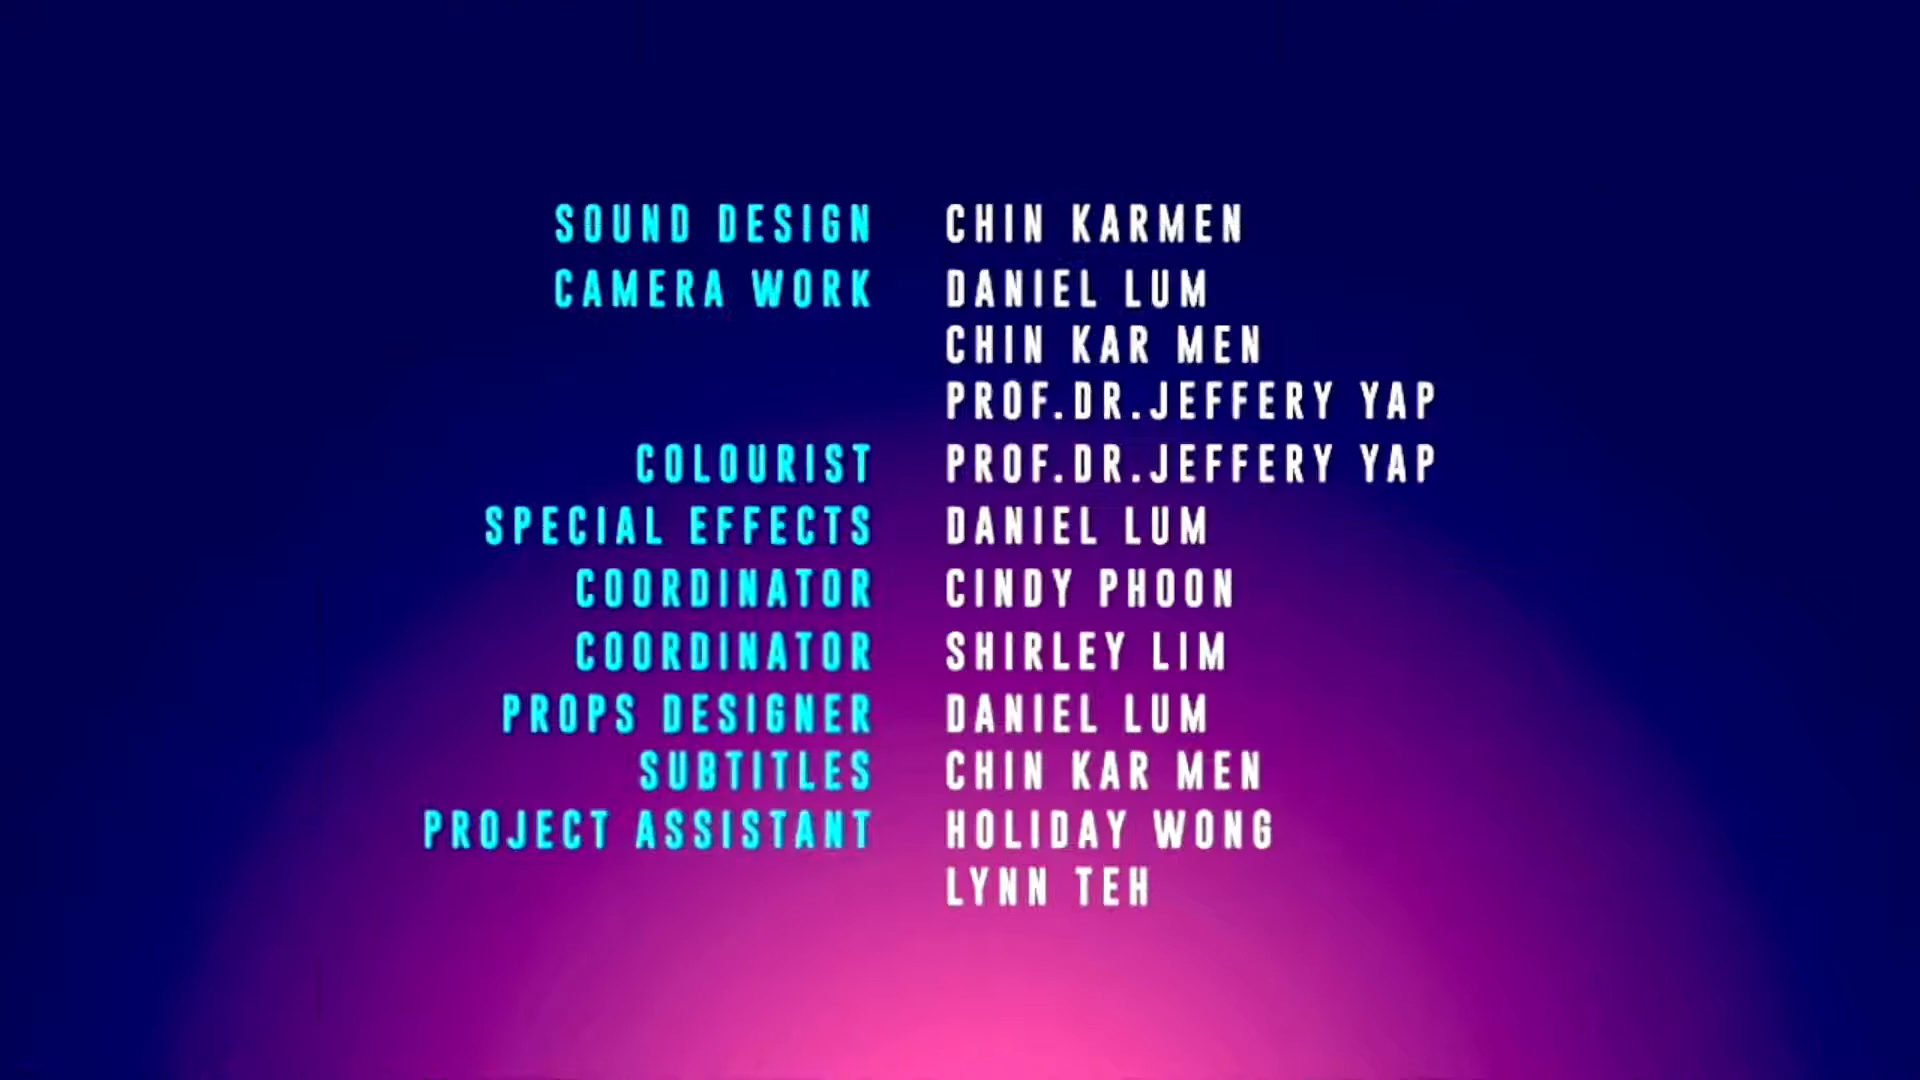 SOUND DESIGN CHIN KARMEN
CAMERA WORK DANIEL LUM
CHIN KAR MEN
PROF.DR.JEFFERY YAP
COLOURIST PROF.DR.JEFFERY YAP
SPECIAL EFFECTS DANIEL LUM
COORDINATOR CINDY PHOON
COORDINATOR SHIRLEY LIM
PROPS DESIGNER DANIEL LUM
SUBTITLES CHIN KAR MEN
PROJECT ASSISTANT HOLIDAY WONG
LYNN TEH